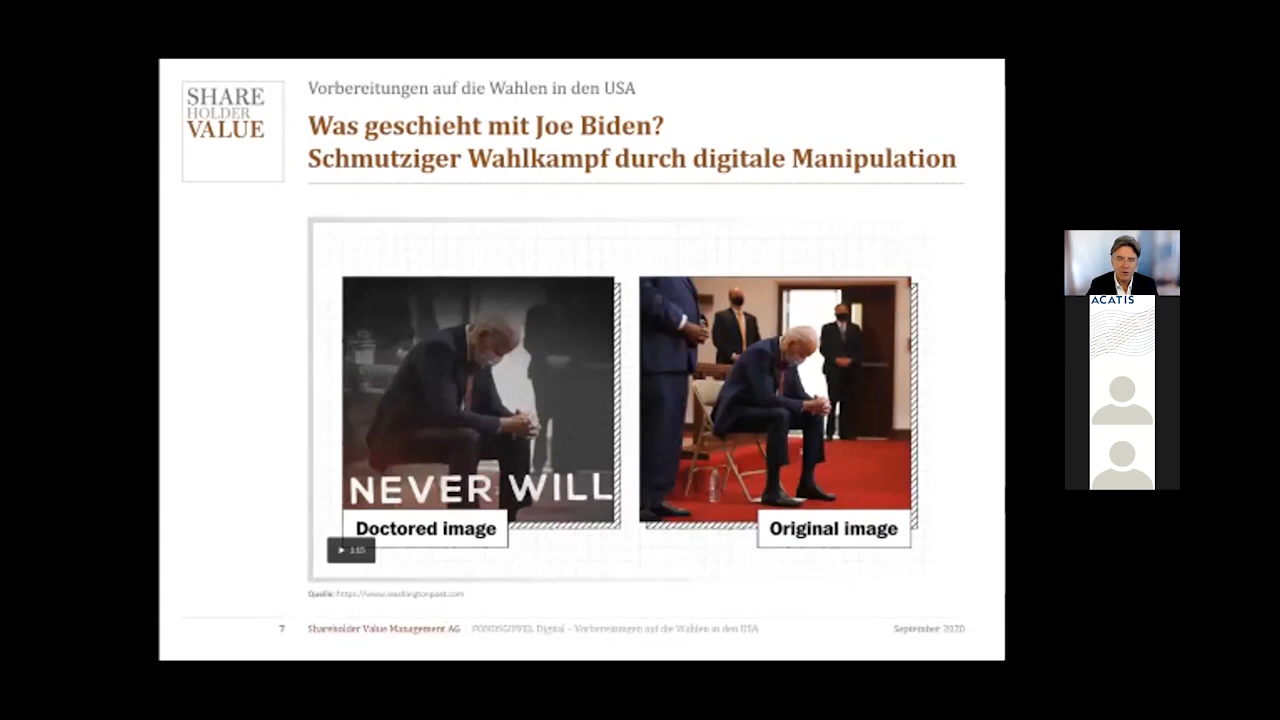 SHARE
HOLDER
VALUE
Vorbereitungen auf die Wahlen in den USA
Was geschieht mit Joe Biden?
Schmutziger Wahlkampf durch digitale Manipulation
NEVER WILL
Doctored image
Original image
1:15
Quelle: https://www.washingtonpost.com
7 Shareholder Value Management AG | FONDSGIPFEL Digital – Vorbereitungen auf die Wahlen in den USA September 2020
ACATIS